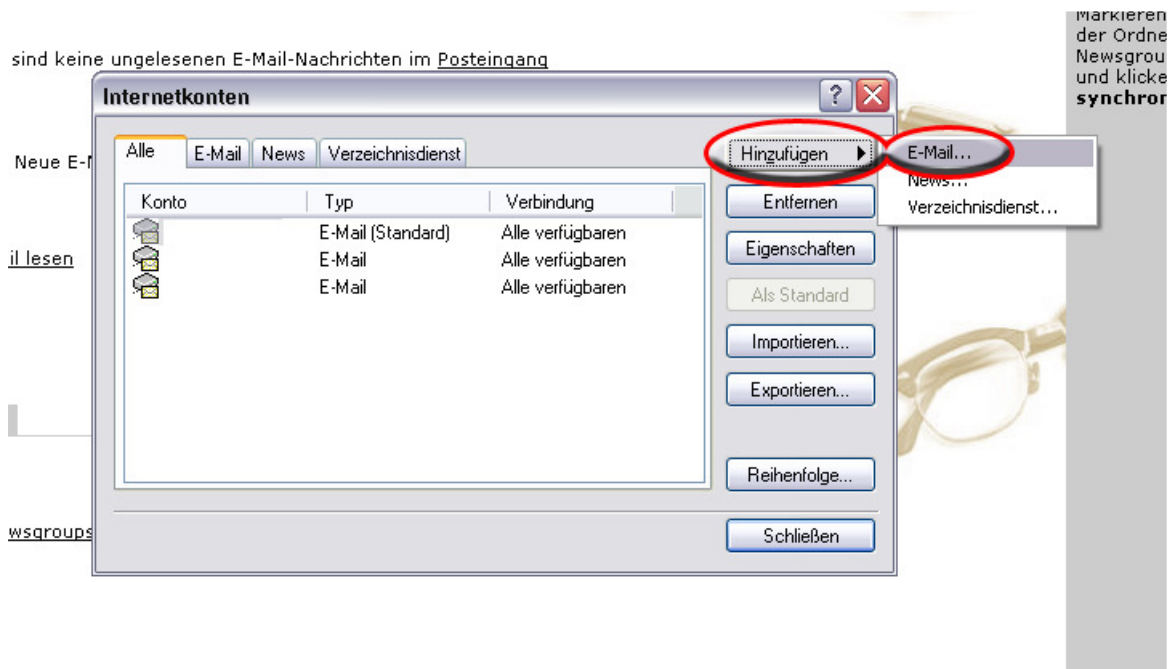 Markieren
der Ordne
Newsgrou
und klicke
synchror
sind keine ungelesenen E-Mail-Nachrichten im Posteingang
Internetkonten
Neue E-
Alle E-Mail News Verzeichnisdienst
Konto Typ Verbindung
E-Mail (Standard) Alle verfügbaren
E-Mail Alle verfügbaren
E-Mail Alle verfügbaren
il lesen
wsgroups
Hinzufügen
Entfernen
Eigenschaften
Als Standard
Importieren...
Exportieren...
Reihenfolge...
Schließen
E-Mail...
News...
Verzeichnisdienst...